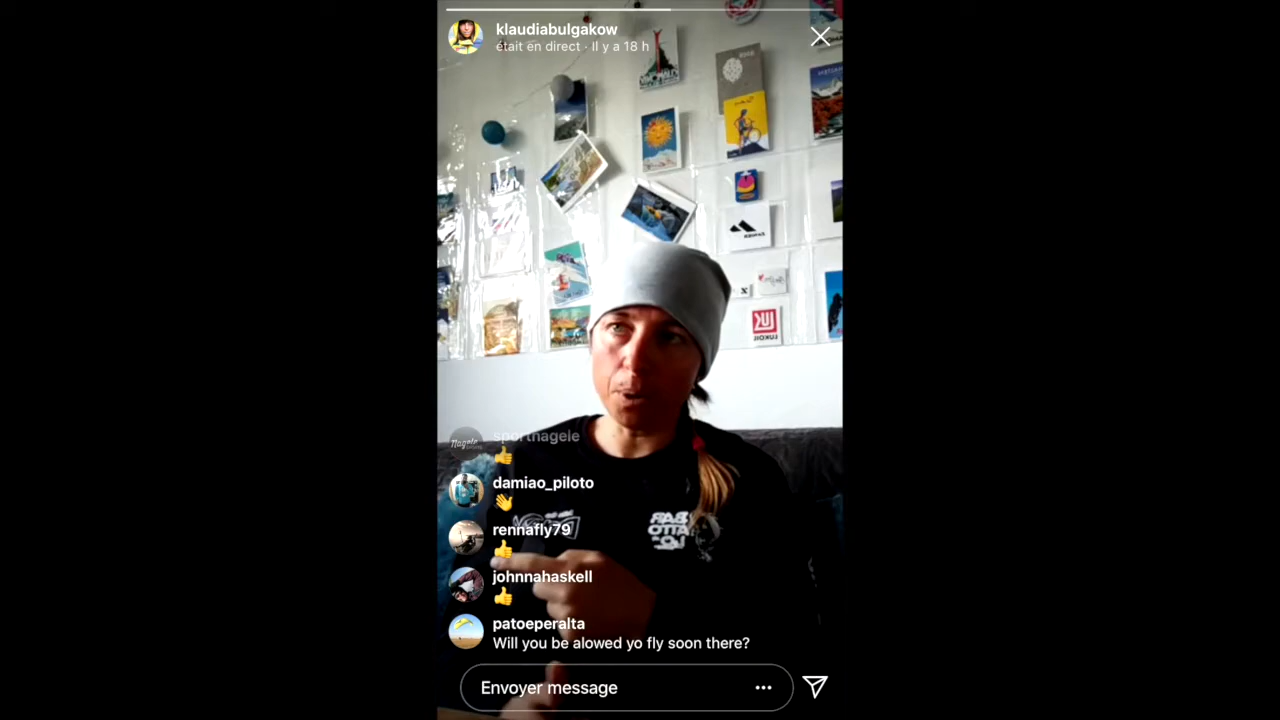 klaudiabulgakow
était en direct · Il y a 18 h
sporthagele
👍
damiao_piloto
👋
rennafly79
👍
johnnahaskell
👍
patoeperalta
Will you be alowed yo fly soon there?
Envoyer message